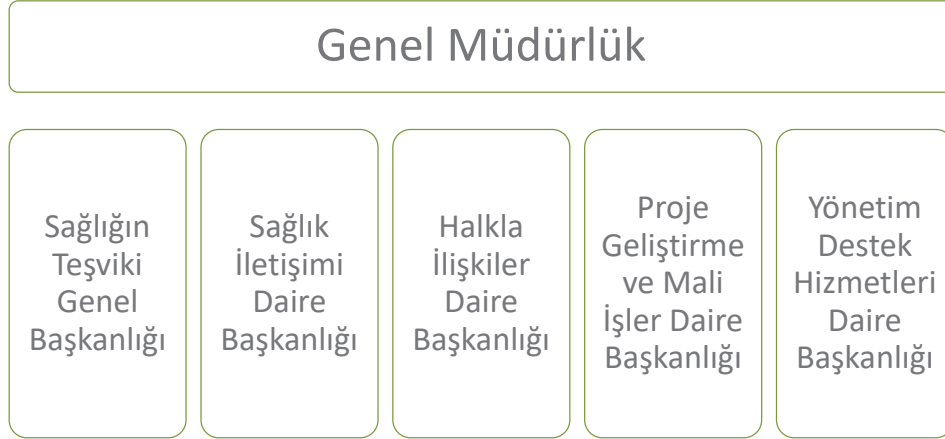 Genel Müdürlük
Sağlığın
Teşviki
Genel
Başkanlığı
Sağlık
İletişimi
Daire
Başkanlığı
Halkla
İlişkiler
Daire
Başkanlığı
Proje
Geliştirme
ve Mali
İşler Daire
Başkanlığı
Yönetim
Destek
Hizmetleri
Daire
Başkanlığı